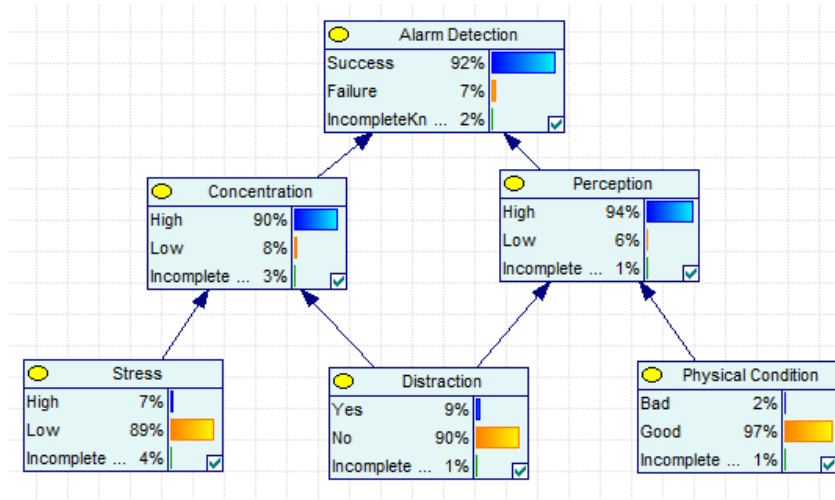 Alarm Detection
Success 92%
Failure 7%
IncompleteKn ... 2%
Concentration
High 90%
Low 8%
Incomplete ... 3%
Perception
High 94%
Low 6%
Incomplete ... 1%
Stress
High 7%
Low 89%
Incomplete ... 4%
Distraction
Yes 9%
No 90%
Incomplete ... 1%
Physical Condition
Bad 2%
Good 97%
Incomplete ... 1%